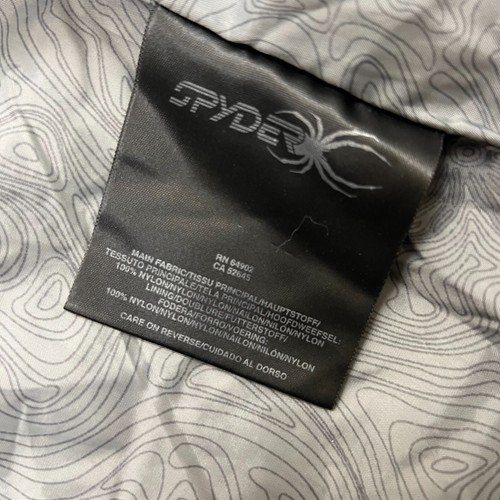 SPYDER
RN 64902
CA 52645
MAIN FABRIC/TISSU PRINCIPAL/HAUPTSTOFF/
TESSUTO PRINCIPALE/TELA PRINCIPAL/HOOFDWEEFSEL:
100% NYLON/NYLON/NYLON/NAILON/NILÓN/NYLON
LINING/DOUBLURE/FUTTERSTOFF/
FODERA/FORRO/VOERING:
100% NYLON/NYLON/NYLON/NAILON/NILÓN/NYLON
CARE ON REVERSE/CUIDADO AL DORSO